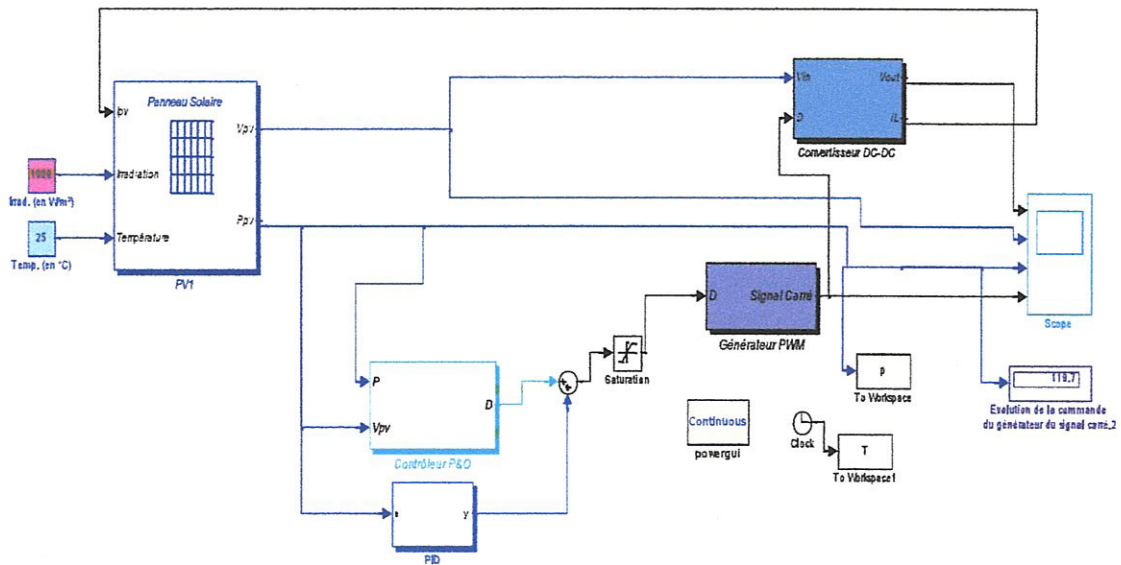 Panneau Solaire
Ipv
Vpv
Irradiation
Ppv
Température
PV1
1000
Irrad. (en W/m²)
25
Temp. (en °C)
Vin
Vout
D
IL
Convertisseur DC-DC
Scope
D
Signal Carré
Générateur PWM
Saturation
P
D
Vpv
Contrôleur P&O
y
PID
Continuous
powergui
Clock
p
To Workspace
T
To Workspace1
119.7
Evolution de la commande
du générateur du signal carré.2